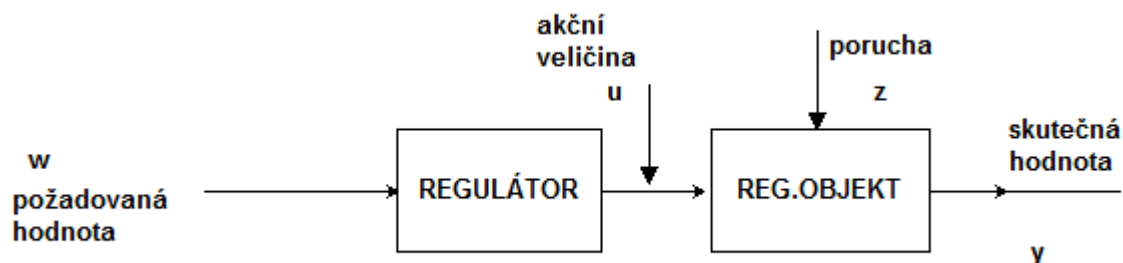 akční
veličina
u
porucha
z
w
požadovaná
hodnota
REGULÁTOR
REG.OBJEKT
skutečná
hodnota
y